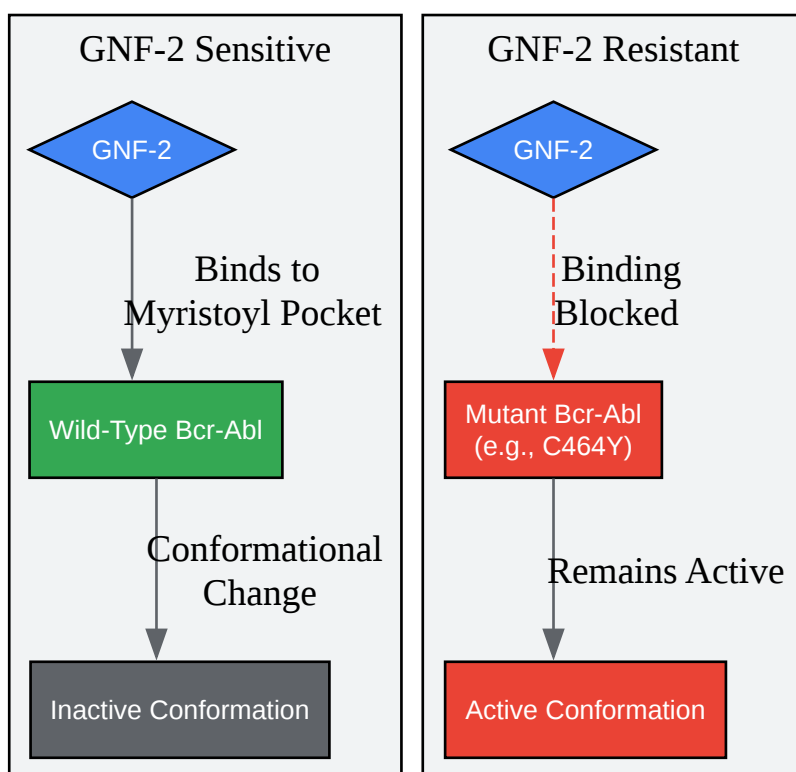 GNF-2 Sensitive
GNF-2
Binds to
Myristoyl Pocket
Wild-Type Bcr-Abl
Conformational
Change
Inactive Conformation
GNF-2 Resistant
GNF-2
Binding
Blocked
Mutant Bcr-Abl
(e.g., C464Y)
Remains Active
Active Conformation